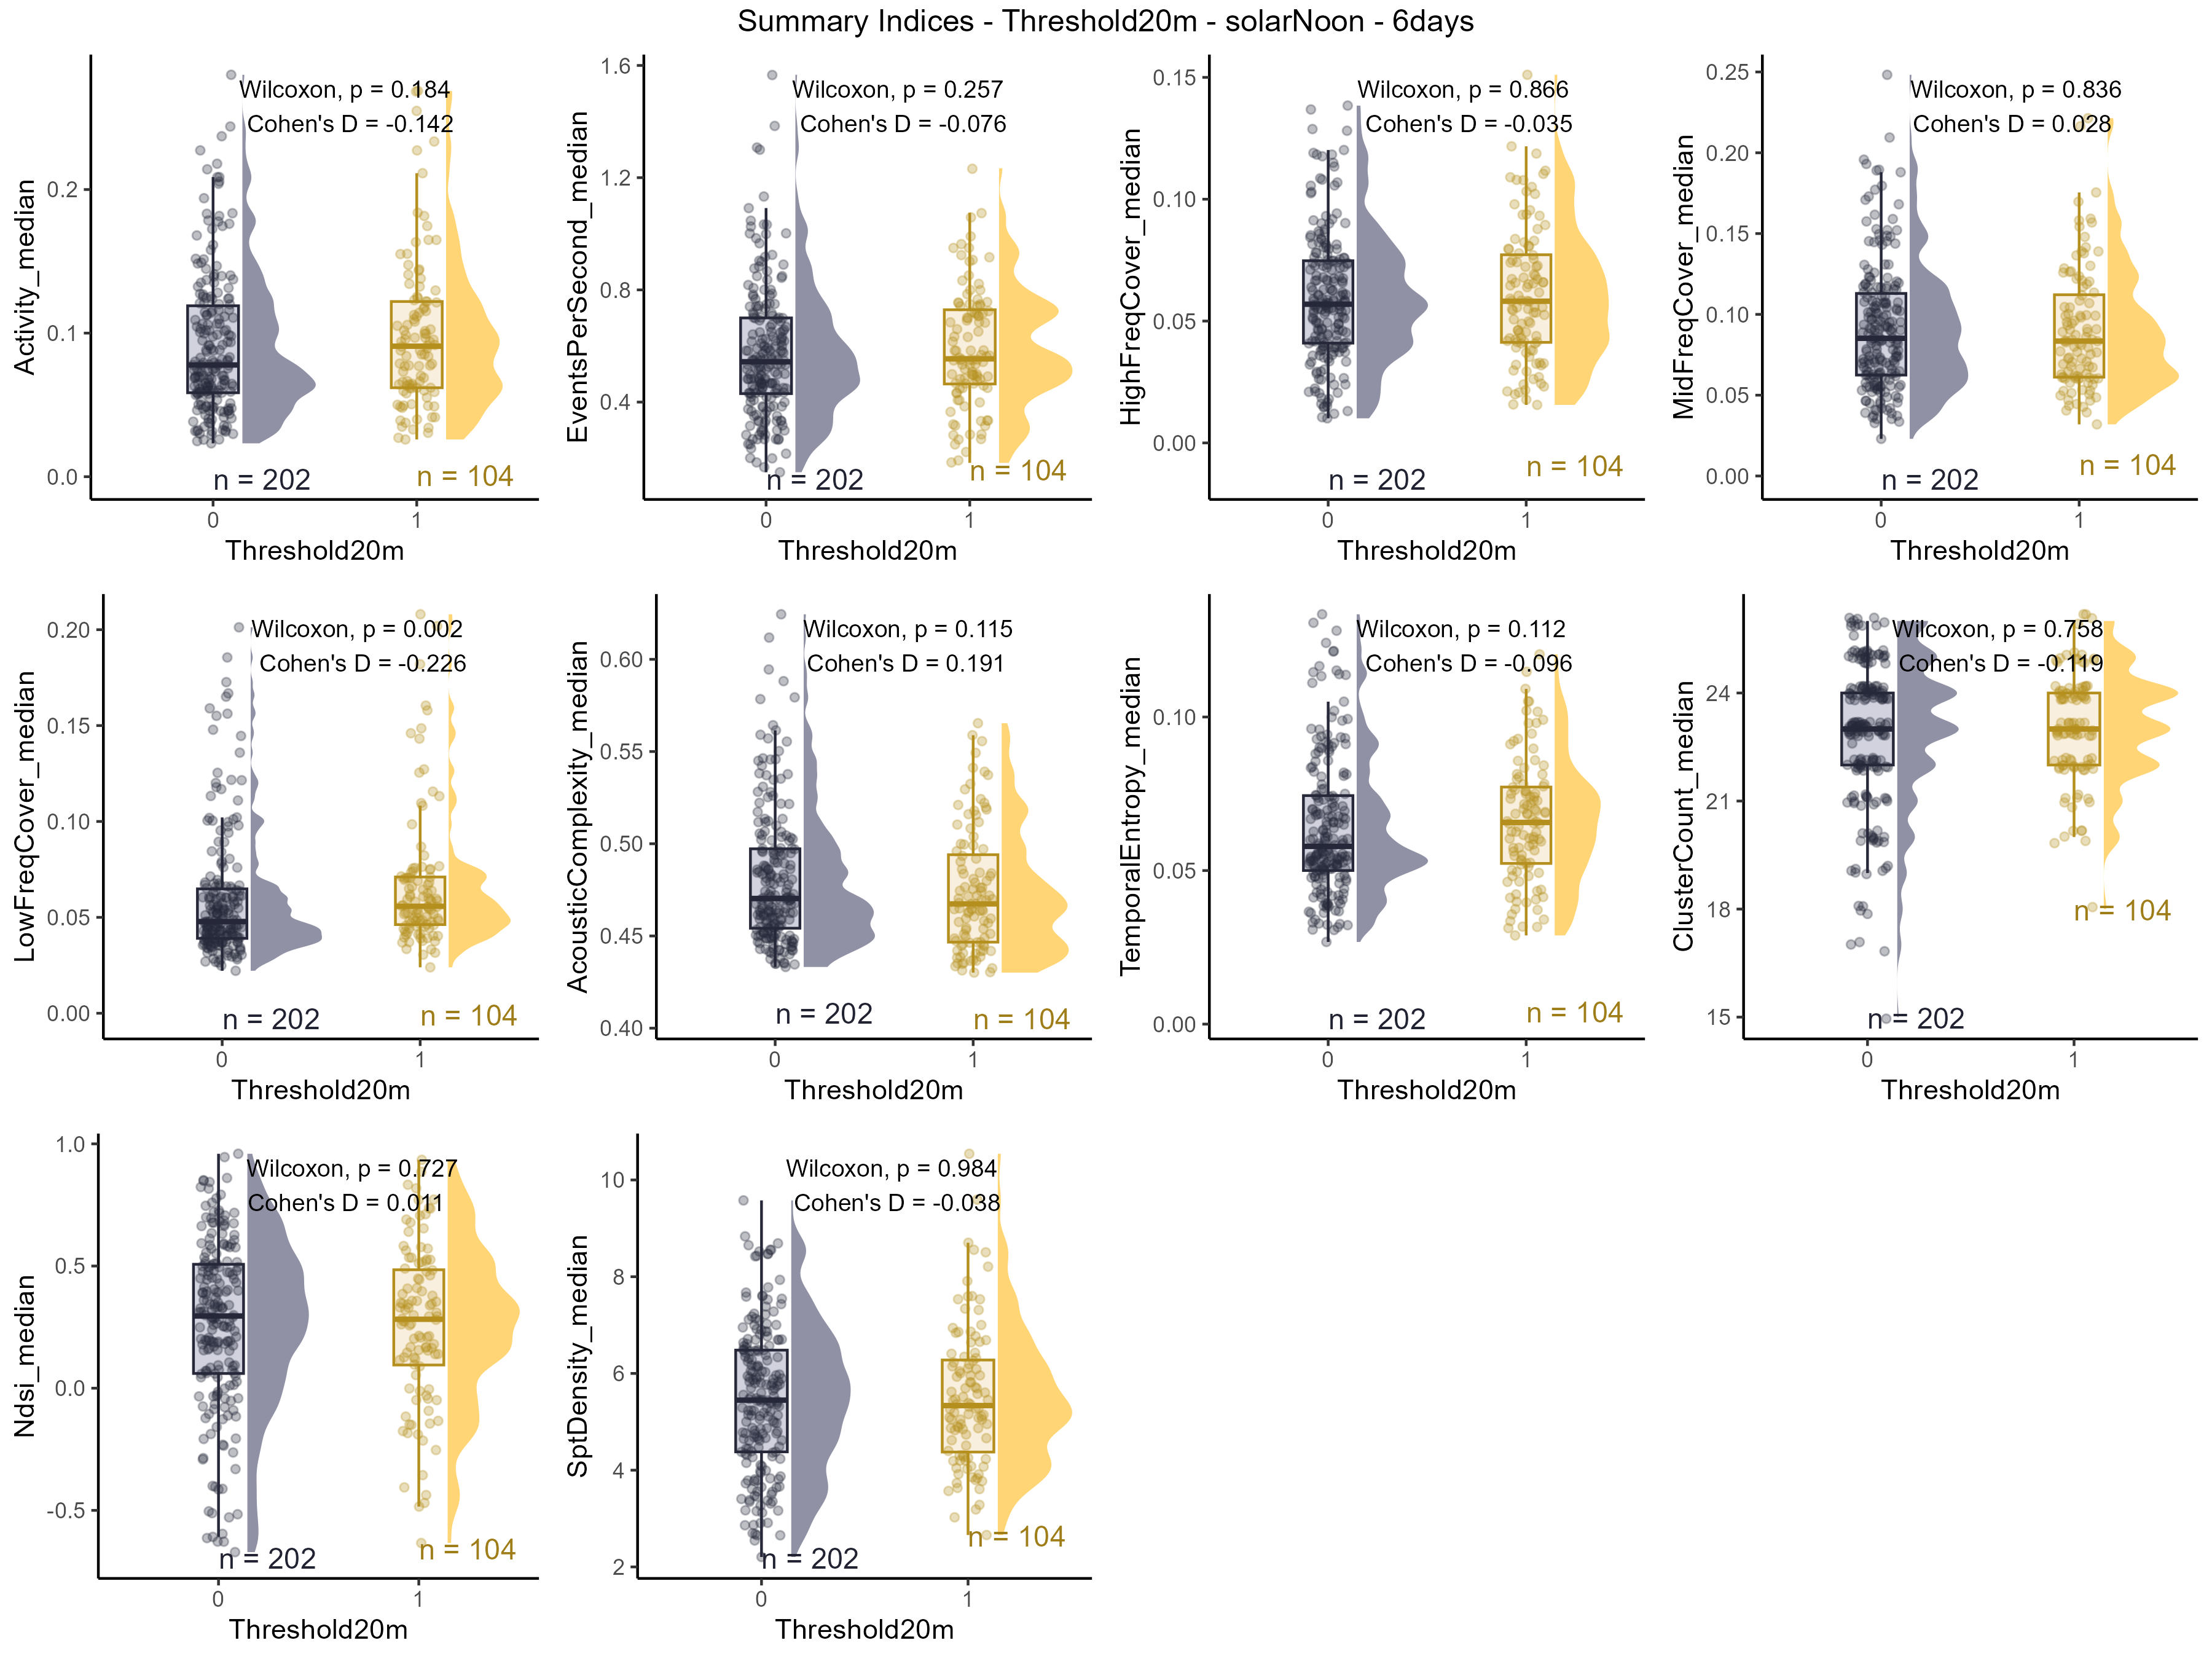 Summary Indices - Threshold20m - solarNoon - 6days
Activity_median
0.2
0.1
0.0
Wilcoxon, p = 0.184
Cohen's D = -0.142
n = 202
n = 104
0
1
Threshold20m
EventsPerSecond_median
1.6
1.2
0.8
0.4
Wilcoxon, p = 0.257
Cohen's D = -0.076
n = 202
n = 104
0
1
Threshold20m
HighFreqCover_median
0.15
0.10
0.05
0.00
Wilcoxon, p = 0.866
Cohen's D = -0.035
n = 202
n = 104
0
1
Threshold20m
MidFreqCover_median
0.25
0.20
0.15
0.10
0.05
0.00
Wilcoxon, p = 0.836
Cohen's D = 0.028
n = 202
n = 104
0
1
Threshold20m
LowFreqCover_median
0.20
0.15
0.10
0.05
0.00
Wilcoxon, p = 0.002
Cohen's D = -0.226
n = 202
n = 104
0
1
Threshold20m
AcousticComplexity_median
0.60
0.55
0.50
0.45
0.40
Wilcoxon, p = 0.115
Cohen's D = 0.191
n = 202
n = 104
0
1
Threshold20m
TemporalEntropy_median
0.10
0.05
0.00
Wilcoxon, p = 0.112
Cohen's D = -0.096
n = 202
n = 104
0
1
Threshold20m
ClusterCount_median
24
21
18
15
Wilcoxon, p = 0.758
Cohen's D = -0.119
n = 202
n = 104
0
1
Threshold20m
Ndsi_median
1.0
0.5
0.0
-0.5
Wilcoxon, p = 0.727
Cohen's D = 0.011
n = 202
n = 104
0
1
Threshold20m
SptDensity_median
10
8
6
4
2
Wilcoxon, p = 0.984
Cohen's D = -0.038
n = 202
n = 104
0
1
Threshold20m